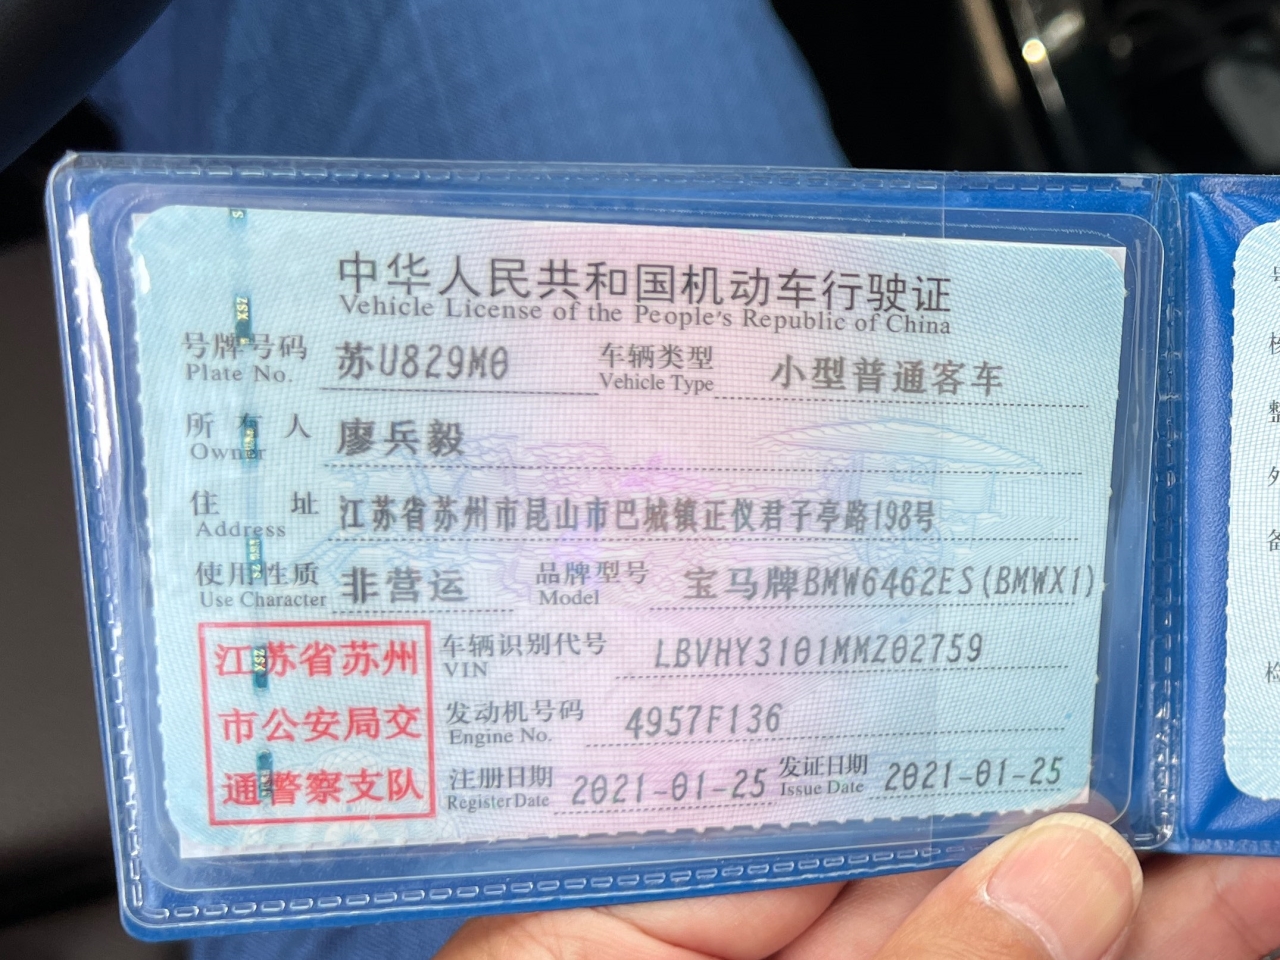 中华人民共和国机动车行驶证
Vehicle License of the People's Republic of China
号牌号码 苏U829M0 车辆类型 小型普通客车
Plate No. Vehicle Type
所有人 廖兵毅
Owner
住址 江苏省苏州市昆山市巴城镇正仪君子亭路198号
Address
使用性质 非营运 品牌型号 宝马牌BMW6462ES(BMWX1)
Use Character Model
江苏省苏州
市公安局交
通警察支队
车辆识别代号 LBVHY3101MMZ02759
VIN
发动机号码 4957F136
Engine No.
注册日期 2021-01-25 发证日期 2021-01-25
Register Date Issue Date